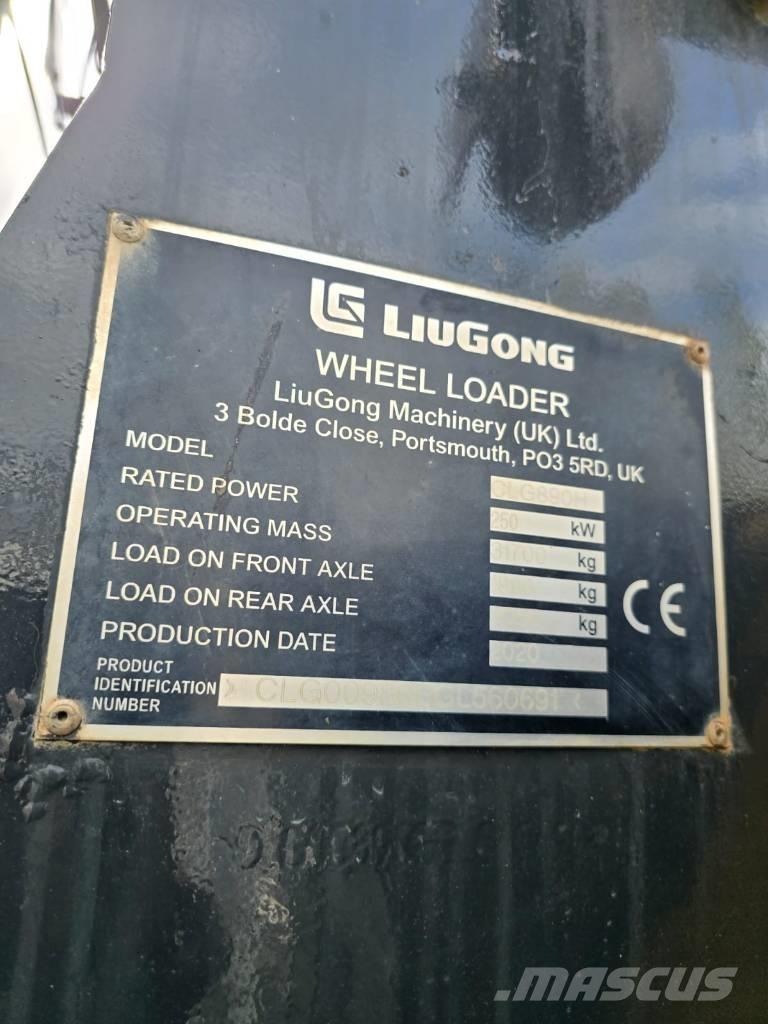 LG LIUGONG
WHEEL LOADER
LiuGong Machinery (UK) Ltd.
3 Bolde Close, Portsmouth, PO3 5RD, UK
MODEL CLG890H
RATED POWER 250 kW
OPERATING MASS 31700 kg
LOAD ON FRONT AXLE kg
LOAD ON REAR AXLE kg
PRODUCTION DATE 2020
CE
PRODUCT
IDENTIFICATION
NUMBER
MASCUS